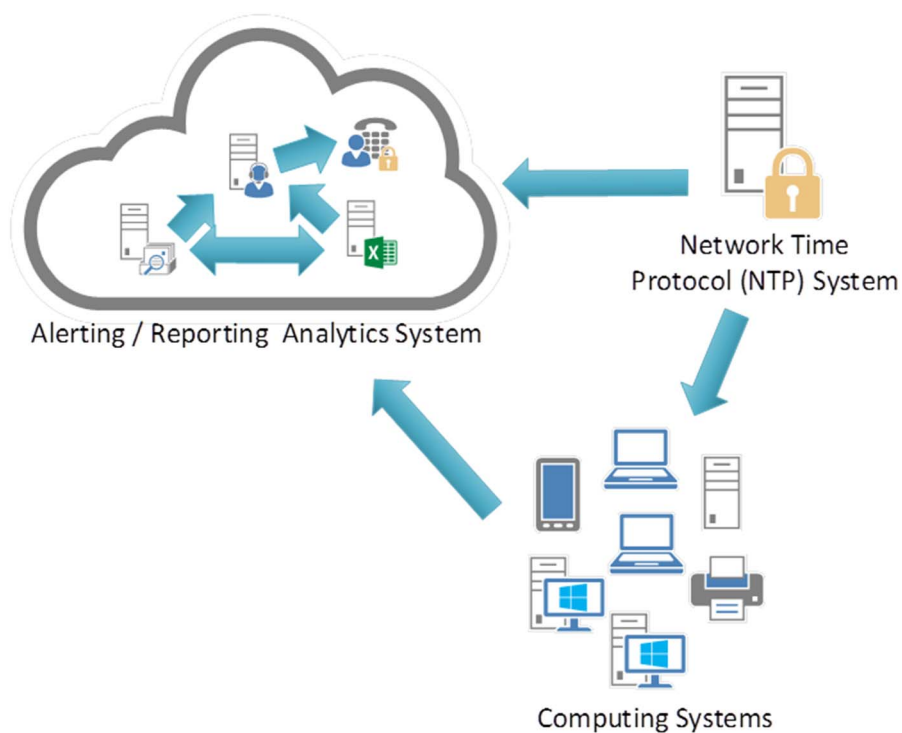 Network Time
Protocol (NTP) System
Alerting / Reporting Analytics System
Computing Systems